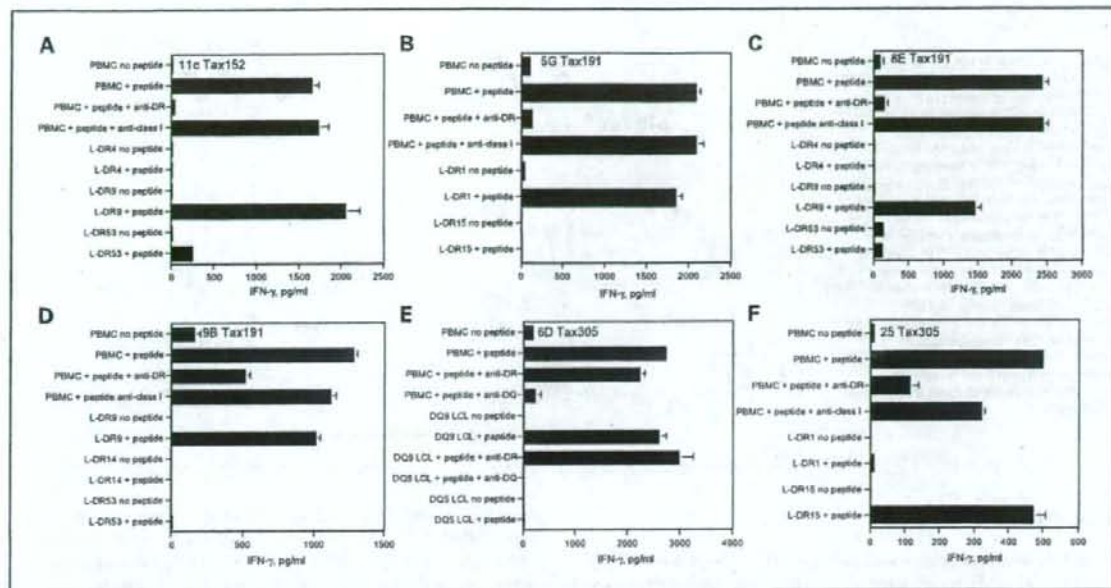 A
11c Tax152
PBMC no peptide
PBMC + peptide
PBMC + peptide + anti-DR
PBMC + peptide + anti-class I
L-DR4 no peptide
L-DR4 + peptide
L-DR9 no peptide
L-DR9 + peptide
L-DR53 no peptide
L-DR53 + peptide
0 500 1000 1500 2000 2500
IFN-γ, pg/ml
B
5G Tax191
PBMC no peptide
PBMC + peptide
PBMC + peptide + anti-DR
PBMC + peptide + anti-class I
L-DR1 no peptide
L-DR1 + peptide
L-DR15 no peptide
L-DR15 + peptide
0 500 1000 1500 2000 2500
IFN-γ, pg/ml
C
8E Tax191
PBMC no peptide
PBMC + peptide
PBMC + peptide + anti-DR
PBMC + peptide anti-class I
L-DR4 no peptide
L-DR4 + peptide
L-DR9 no peptide
L-DR9 + peptide
L-DR53 no peptide
L-DR53 + peptide
0 500 1000 1500 2000 2500 3000
IFN-γ, pg/ml
D
9B Tax191
PBMC no peptide
PBMC + peptide
PBMC + peptide + anti-DR
PBMC + peptide anti-class I
L-DR9 no peptide
L-DR9 + peptide
L-DR14 no peptide
L-DR14 + peptide
L-DR53 no peptide
L-DR53 + peptide
0 500 1000 1500
IFN-γ, pg/ml
E
6D Tax305
PBMC no peptide
PBMC + peptide
PBMC + peptide + anti-DR
PBMC + peptide + anti-DQ
DQ9 LCL no peptide
DQ9 LCL + peptide
DQ9 LCL + peptide + anti-DR
DQ9 LCL + peptide + anti-DQ
DQ5 LCL no peptide
DQ5 LCL + peptide
0 1000 2000 3000 4000
IFN-γ, pg/ml
F
25 Tax305
PBMC no peptide
PBMC + peptide
PBMC + peptide + anti-DR
PBMC + peptide + anti-class I
L-DR1 no peptide
L-DR1 + peptide
L-DR15 no peptide
L-DR15 + peptide
0 100 200 300 400 500 600
IFN-γ, pg/ml